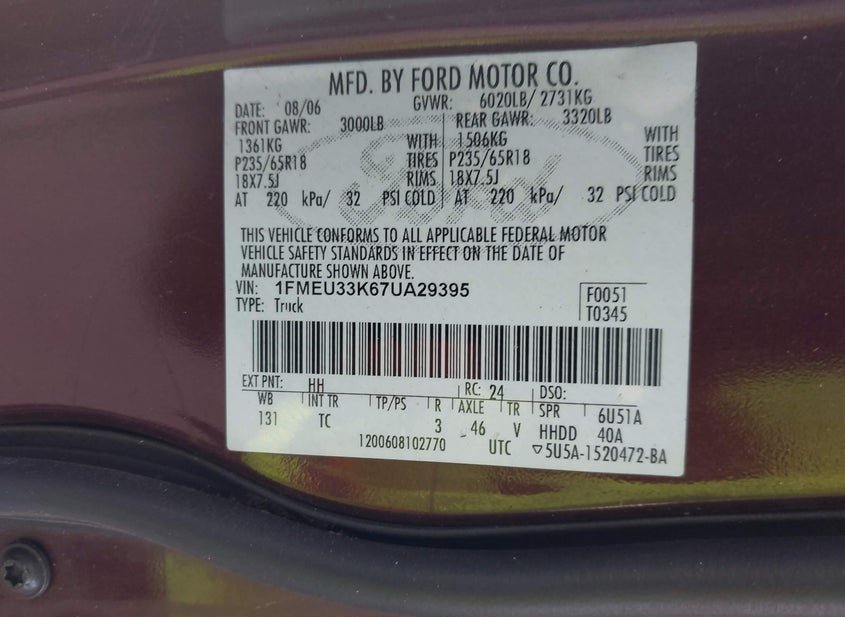 MFD. BY FORD MOTOR CO.
DATE: 08/06 GVWR: 6020LB/ 2731KG
FRONT GAWR: 3000LB REAR GAWR: 3320LB
1361KG WITH 1506KG WITH
P235/65R18 TIRES P235/65R18 TIRES
18X7.5J RIMS 18X7.5J RIMS
AT 220 kPa/ 32 PSI COLD AT 220 kPa/ 32 PSI COLD
Ford
THIS VEHICLE CONFORMS TO ALL APPLICABLE FEDERAL MOTOR
VEHICLE SAFETY STANDARDS IN EFFECT ON THE DATE OF
MANUFACTURE SHOWN ABOVE.
VIN: 1FMEU33K67UA29395 F0051
TYPE: Truck T0345
EXT PNT: HH RC: 24 DSO:
WB INT TR TP/PS R AXLE TR SPR 6U51A
131 TC 3 46 V HHDD 40A
1200608102770 UTC ▽5U5A-1520472-BA